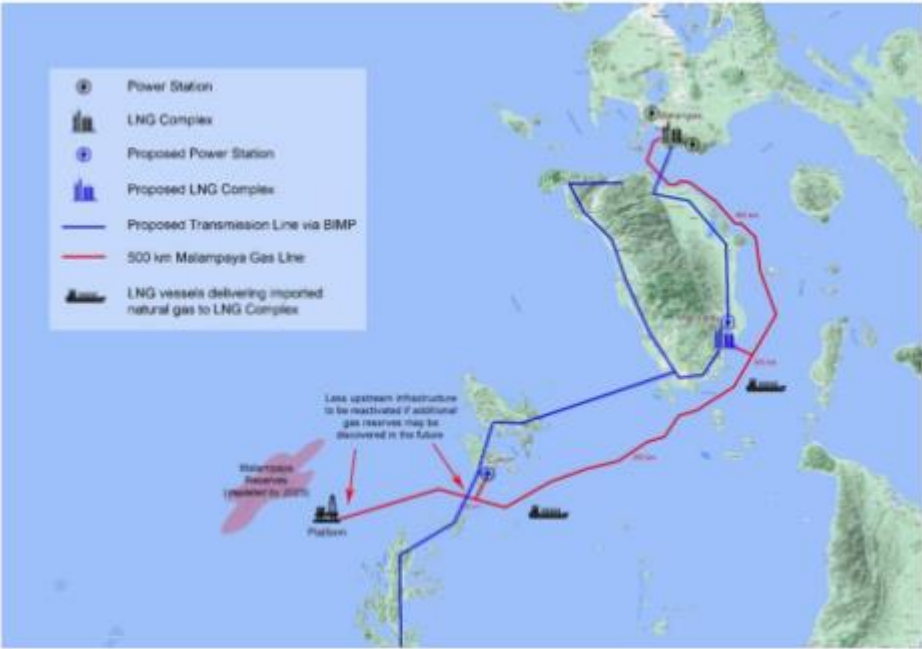 Power Station
LNG Complex
Proposed Power Station
Proposed LNG Complex
Proposed Transmission Line via BIMP
500 km Malampaya Gas Line
LNG vessels delivering imported
natural gas to LNG Complex
Less upstream infrastructure
to be reactivated if additional
gas reserves may be
discovered in the future
Malampaya
Reserves
Platform